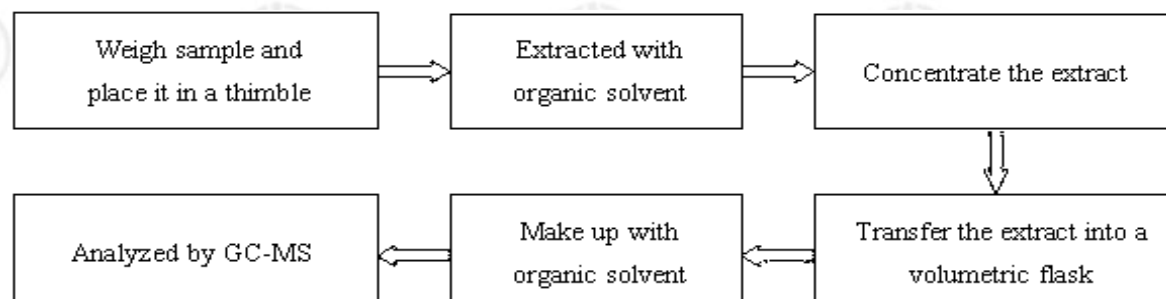 Weigh sample and
place it in a thimble
Extracted with
organic solvent
Concentrate the extract
Transfer the extract into a
volumetric flask
Make up with
organic solvent
Analyzed by GC-MS